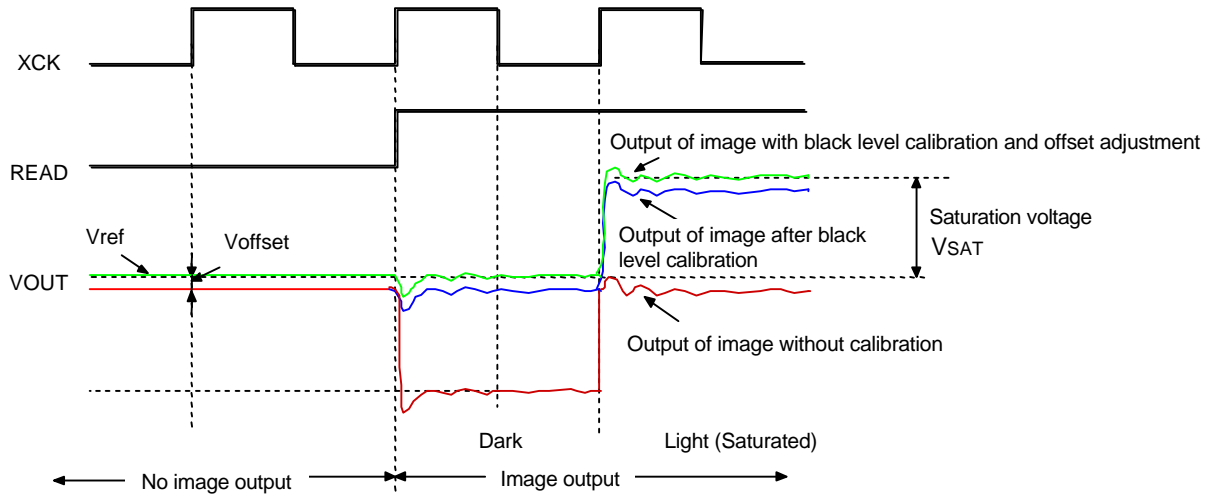 XCK
READ
Output of image with black level calibration and offset adjustment
Vref
Voffset
Output of image after black
level calibration
Saturation voltage
VSAT
VOUT
Output of image without calibration
Dark
Light (Saturated)
No image output
Image output